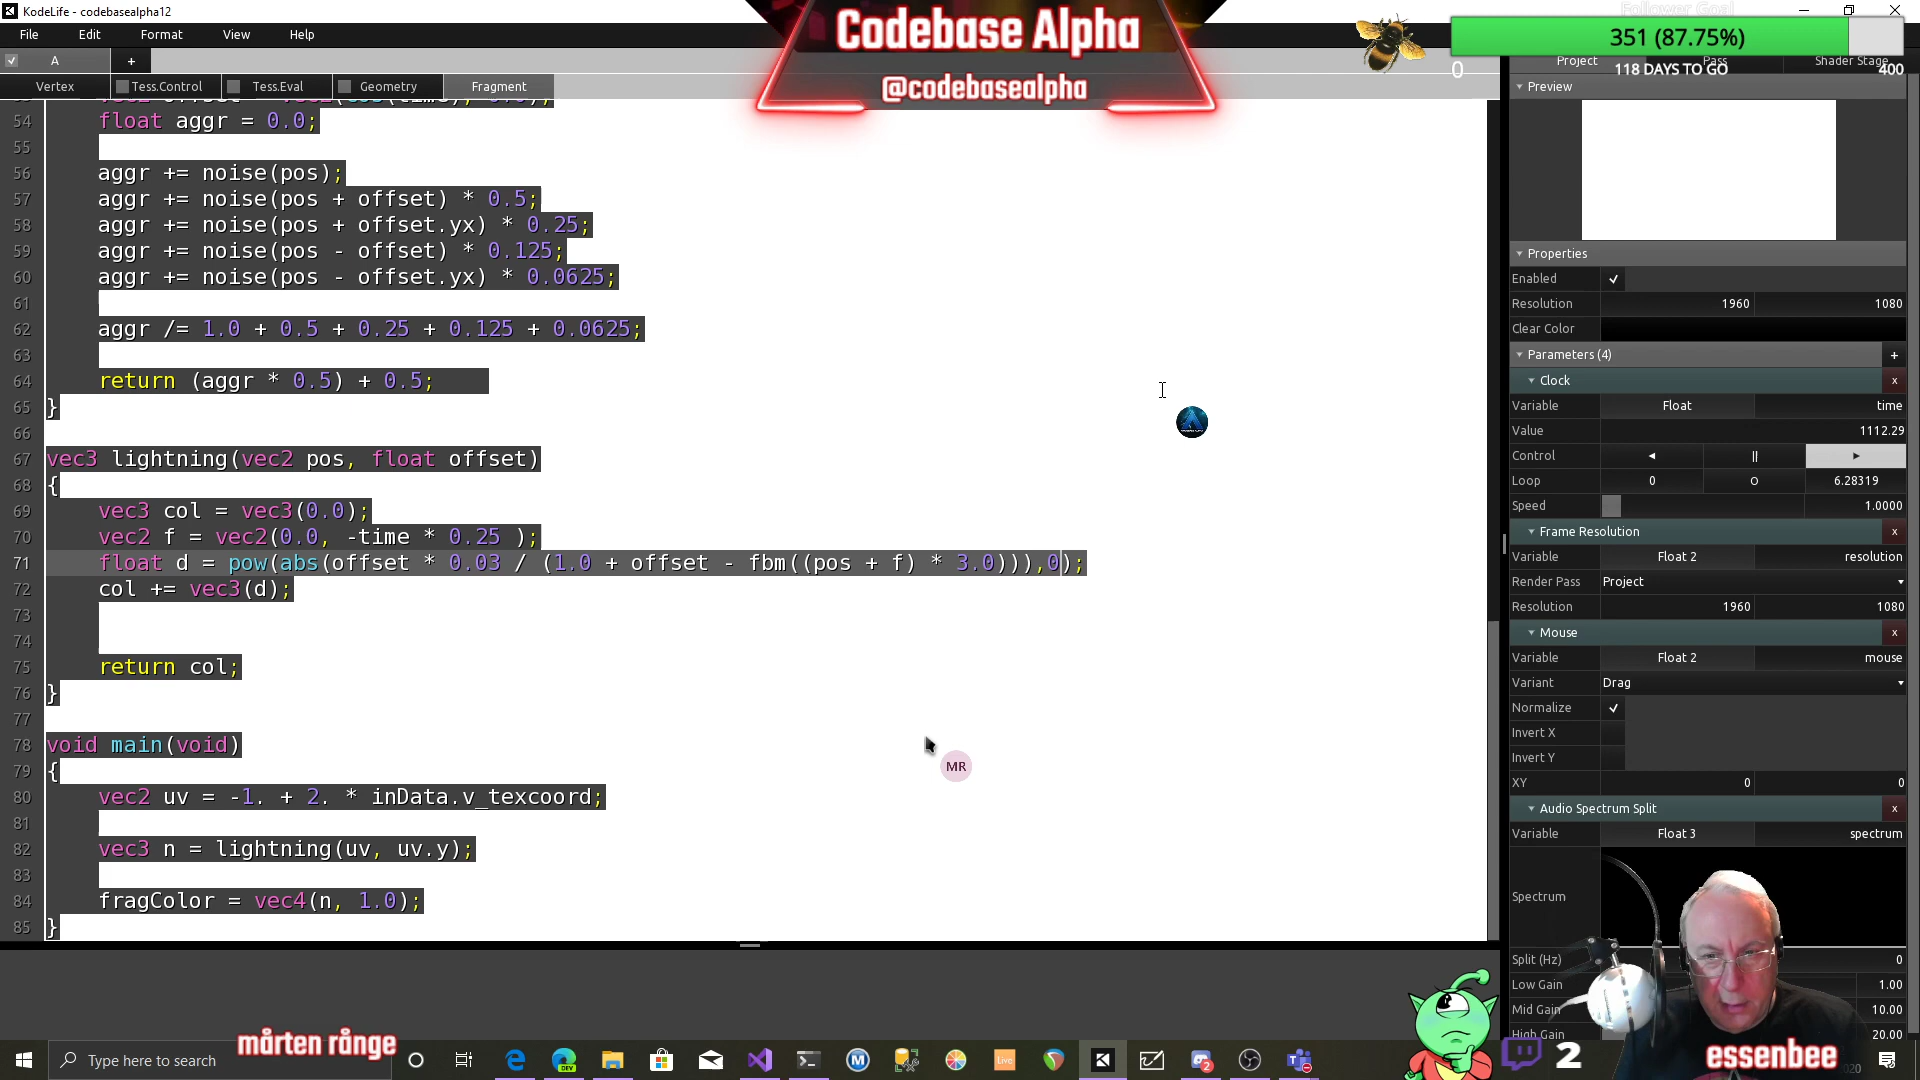 KodeLife - codebasealpha12
File Edit Format View Help
A +
Vertex Tess.Control Tess.Eval Geometry Fragment
Codebase Alpha
@codebasealpha
Follower Goal
351 (87.75%)
0 118 DAYS TO GO 400
Project Pass Shader Stage
54 float aggr = 0.0;
55
56 aggr += noise(pos);
57 aggr += noise(pos + offset) * 0.5;
58 aggr += noise(pos + offset.yx) * 0.25;
59 aggr += noise(pos - offset) * 0.125;
60 aggr += noise(pos - offset.yx) * 0.0625;
61
62 aggr /= 1.0 + 0.5 + 0.25 + 0.125 + 0.0625;
63
64 return (aggr * 0.5) + 0.5;
65 }
66
67 vec3 lightning(vec2 pos, float offset)
68 {
69 vec3 col = vec3(0.0);
70 vec2 f = vec2(0.0, -time * 0.25 );
71 float d = pow(abs(offset * 0.03 / (1.0 + offset - fbm((pos + f) * 3.0))),0);
72 col += vec3(d);
73
74
75 return col;
76 }
77
78 void main(void)
79 {
80 vec2 uv = -1. + 2. * inData.v_texcoord;
81
82 vec3 n = lightning(uv, uv.y);
83
84 fragColor = vec4(n, 1.0);
85 }
MR
Preview
Properties
Enabled
Resolution 1960 1080
Clear Color
Parameters (4) +
Clock x
Variable Float time
Value 1112.29
Control
Loop 0 6.28319
Speed 1.0000
Frame Resolution x
Variable Float 2 resolution
Render Pass Project
Resolution 1960 1080
Mouse x
Variable Float 2 mouse
Variant Drag
Normalize
Invert X
Invert Y
XY 0 0
Audio Spectrum Split x
Variable Float 3 spectrum
Spectrum
Split (Hz) 0
Low Gain 1.00
Mid Gain 10.00
High Gain 20.00
Type here to search
mårten rånge
DEV
live
2
2
essenbee